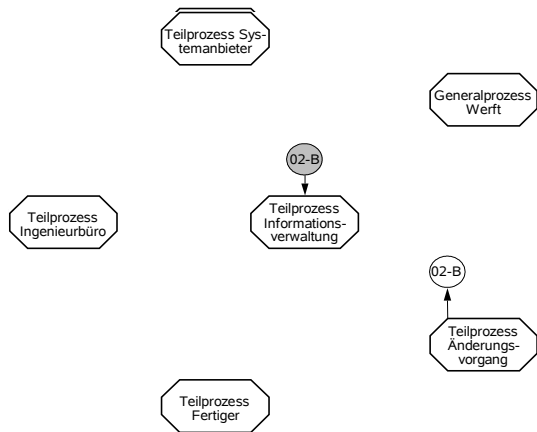 Teilprozess Sys-
temanbieter
Generalprozess
Werft
02-B
Teilprozess
Ingenieurbüro
Teilprozess
Informations-
verwaltung
02-B
Teilprozess
Änderungs-
vorgang
Teilprozess
Fertiger